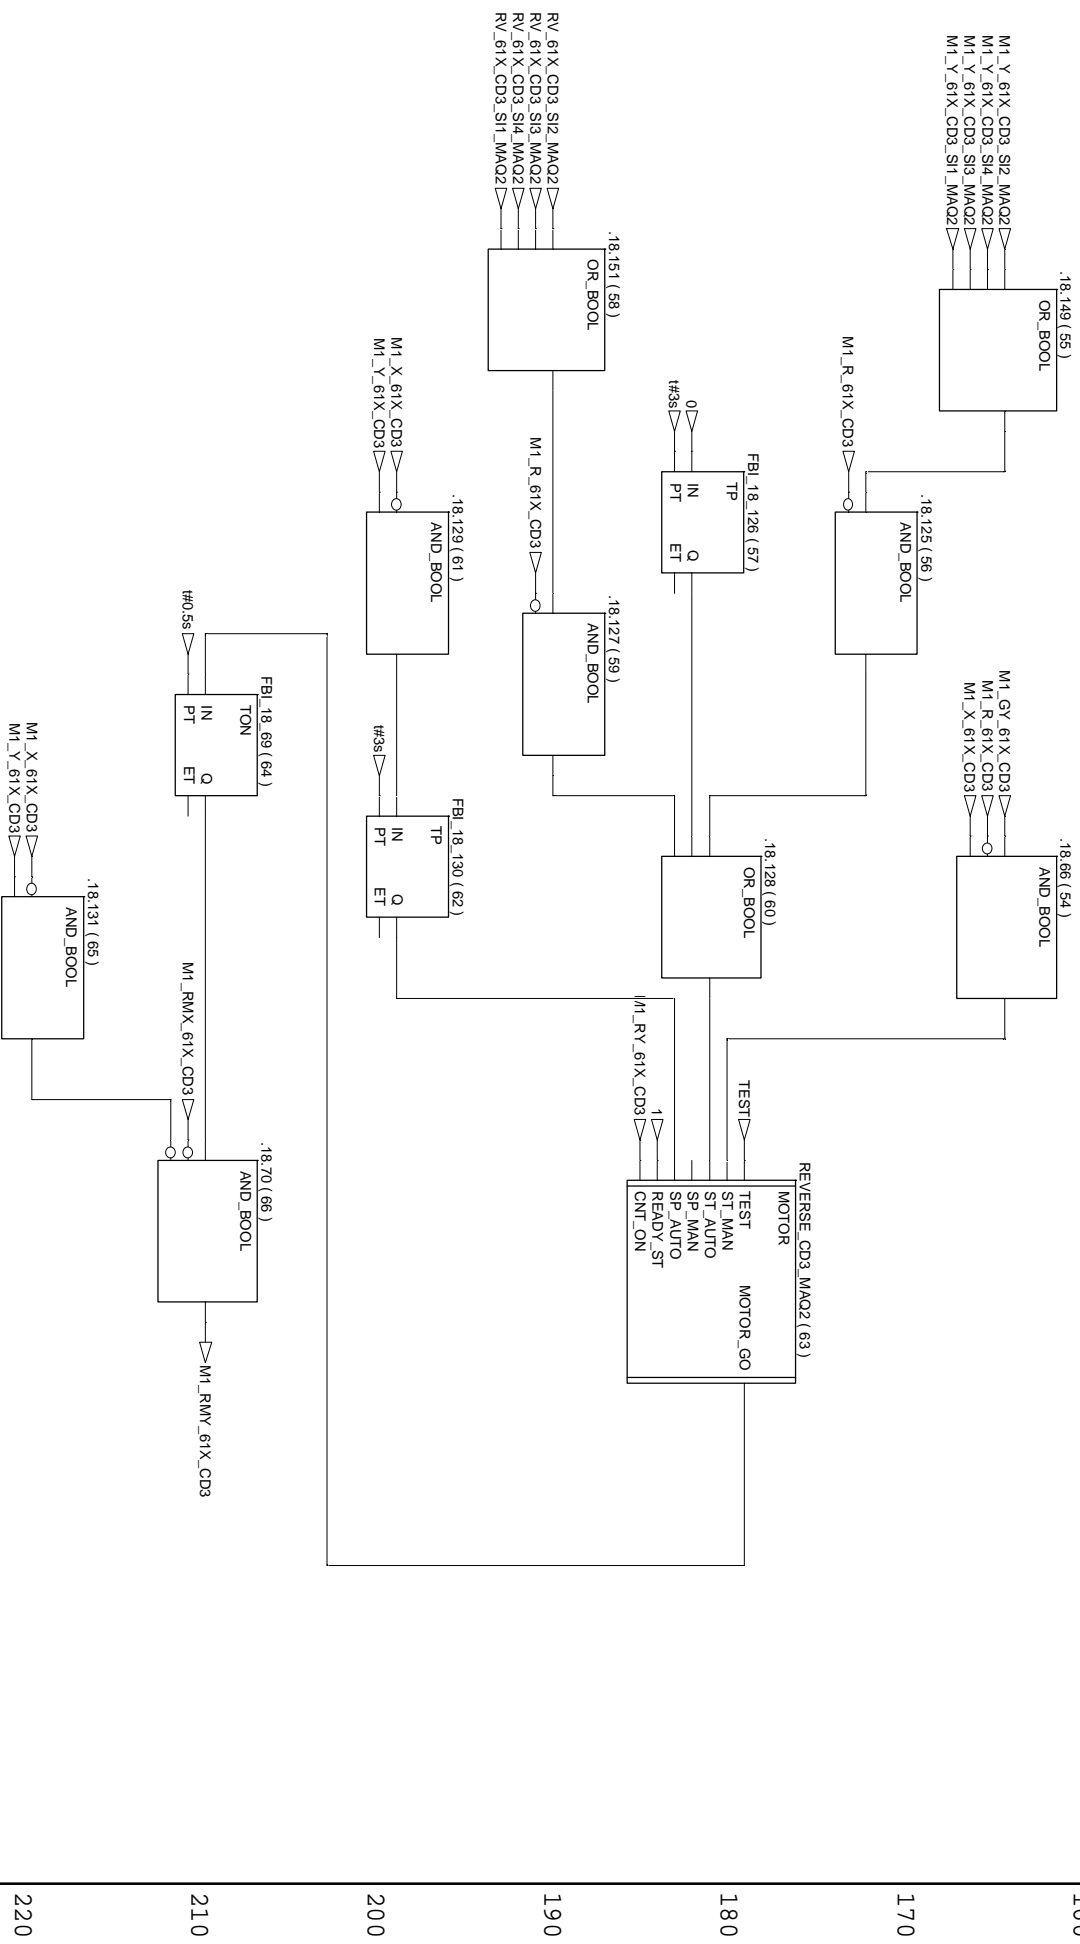 M1_Y_61X_CD3_SI2_MAQ2
M1_Y_61X_CD3_SI4_MAQ2
M1_Y_61X_CD3_SI3_MAQ2
M1_Y_61X_CD3_SI1_MAQ2
.18.149 ( 55 )
OR_BOOL
M1_GY_61X_CD3
M1_R_61X_CD3
M1_X_61X_CD3
.18.66 ( 54 )
AND_BOOL
170
M1_R_61X_CD3
.18.125 ( 56 )
AND_BOOL
FBI_18_126 ( 57 )
TP
0
IN
Q
t#3s
PT
ET
.18.128 ( 60 )
OR_BOOL
REVERSE_CD3_MAQ2 ( 63 )
MOTOR
TEST
TEST
MOTOR_GO
ST_MAN
ST_AUTO
SP_MAN
SP_AUTO
1
READY_ST
M1_RY_61X_CD3
CNT_ON
180
RV_61X_CD3_SI2_MAQ2
RV_61X_CD3_SI3_MAQ2
RV_61X_CD3_SI4_MAQ2
RV_61X_CD3_SI1_MAQ2
.18.151 ( 58 )
OR_BOOL
M1_R_61X_CD3
.18.127 ( 59 )
AND_BOOL
190
M1_X_61X_CD3
M1_Y_61X_CD3
.18.129 ( 61 )
AND_BOOL
FBI_18_130 ( 62 )
TP
IN
Q
t#3s
PT
ET
200
FBI_18_69 ( 64 )
TON
IN
Q
t#0.5s
PT
ET
M1_RMX_61X_CD3
.18.70 ( 66 )
AND_BOOL
M1_RMY_61X_CD3
210
M1_X_61X_CD3
M1_Y_61X_CD3
.18.131 ( 65 )
AND_BOOL
220